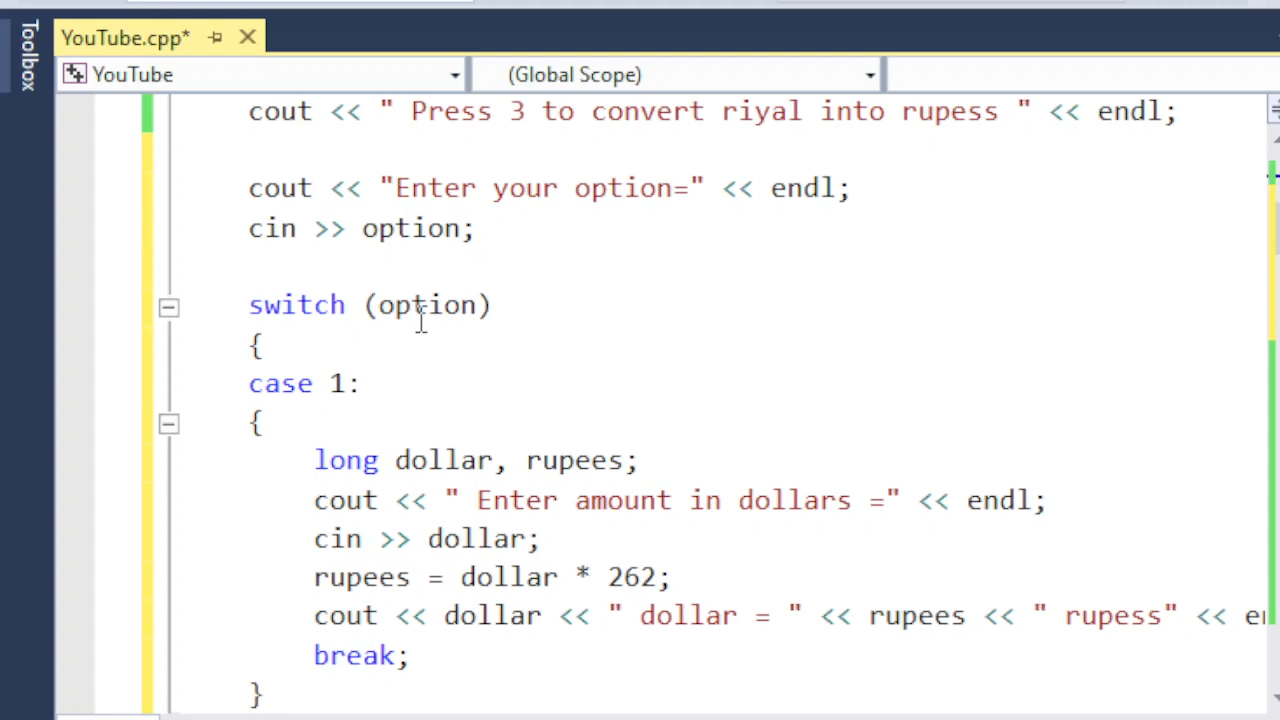 Toolbox
YouTube.cpp*
YouTube (Global Scope)
cout << " Press 3 to convert riyal into rupess " << endl;
cout << "Enter your option=" << endl;
cin >> option;
switch (option)
{
case 1:
{
long dollar, rupees;
cout << " Enter amount in dollars =" << endl;
cin >> dollar;
rupees = dollar * 262;
cout << dollar << " dollar = " << rupees << " rupess" << e
break;
}